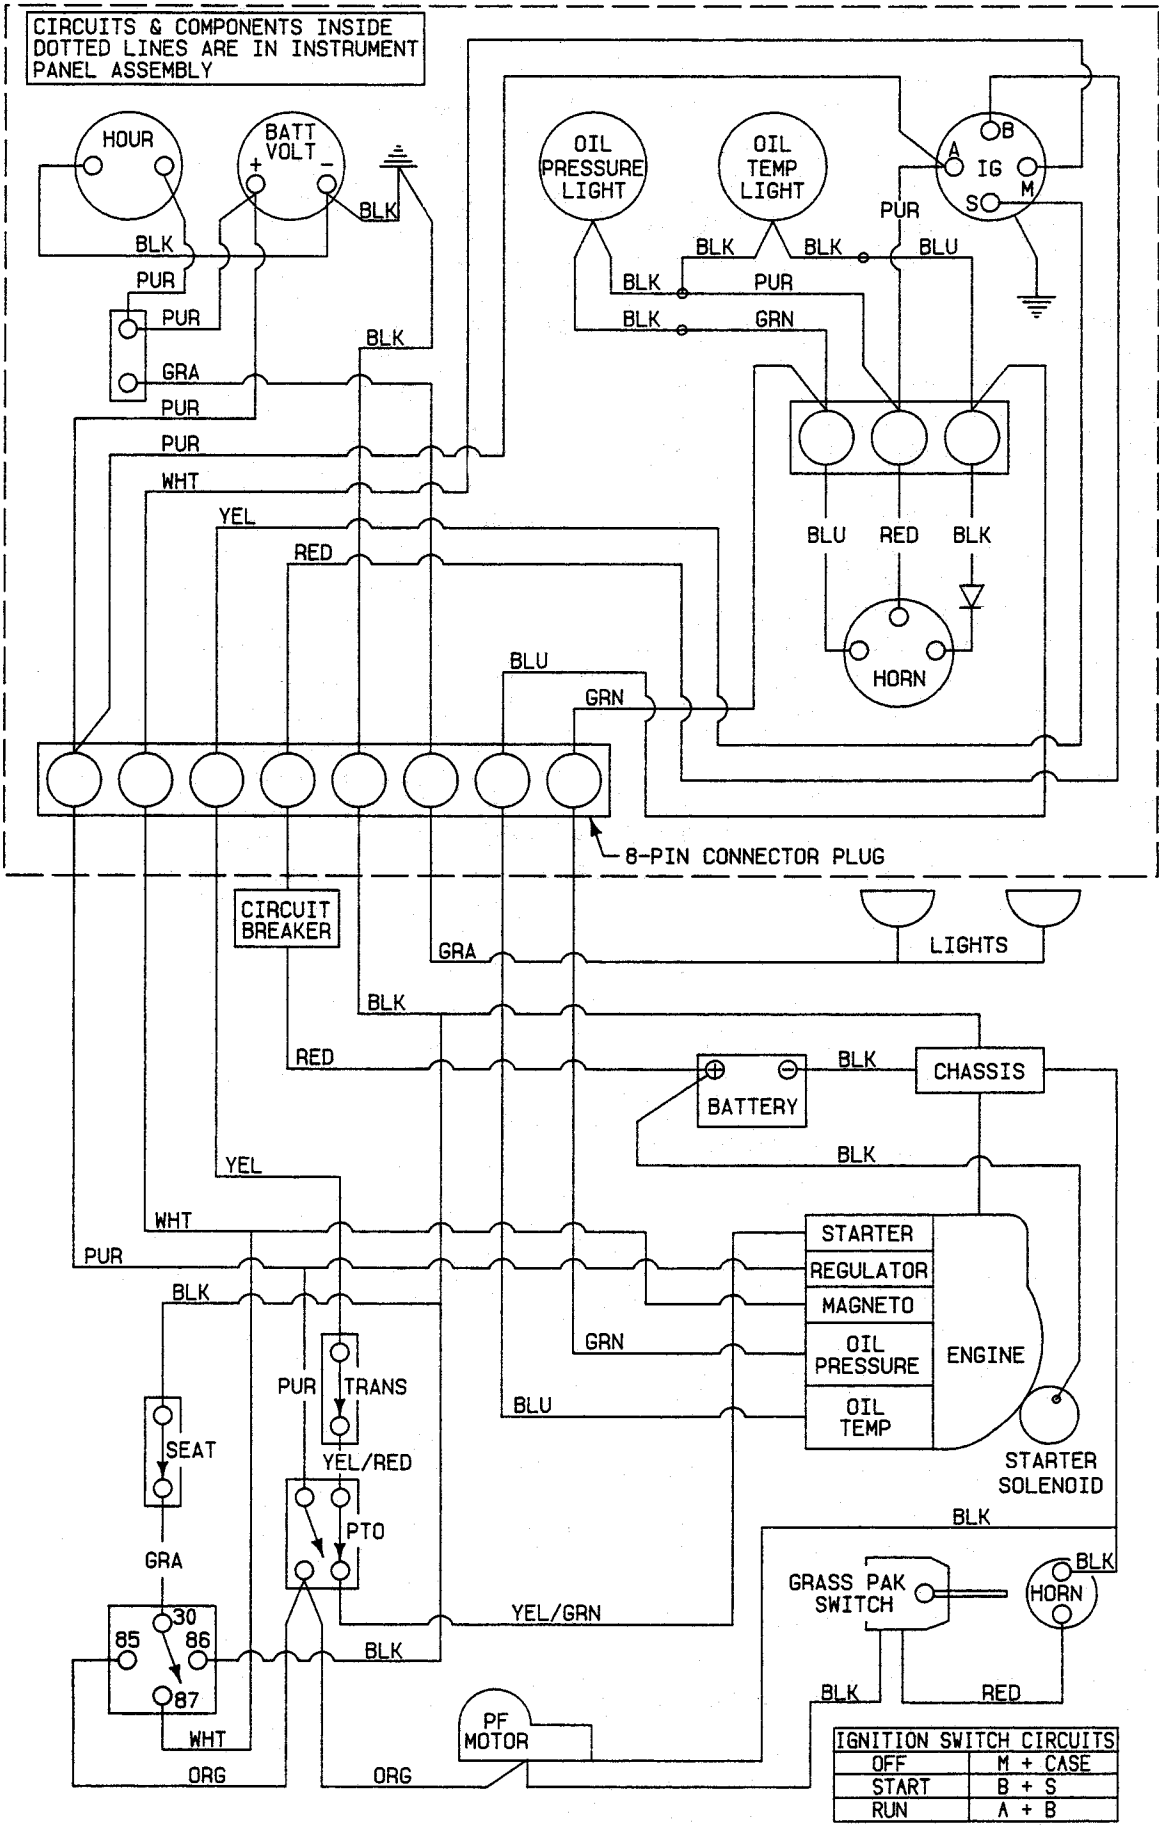 CIRCUITS & COMPONENTS INSIDE
DOTTED LINES ARE IN INSTRUMENT
PANEL ASSEMBLY
HOUR
BATT
VOLT
+ -
BLK
OIL
PRESSURE
LIGHT
OIL
TEMP
LIGHT
B
A
IG
M
S
PUR
BLK
PUR
PUR
BLK
BLK
BLK
BLU
BLK
PUR
BLK
GRN
GRA
PUR
PUR
WHT
YEL
RED
BLU
RED
BLK
HORN
BLU
GRN
8-PIN CONNECTOR PLUG
CIRCUIT
BREAKER
GRA
LIGHTS
BLK
RED
+ -
BATTERY
BLK
CHASSIS
YEL
BLK
WHT
PUR
BLK
STARTER
REGULATOR
MAGNETO
OIL
PRESSURE
OIL
TEMP
ENGINE
GRN
BLU
PUR
TRANS
SEAT
YEL/RED
STARTER
SOLENOID
PTO
BLK
GRA
GRASS PAK
SWITCH
BLK
HORN
YEL/GRN
30
85
86
87
BLK
BLK
RED
WHT
PF
MOTOR
ORG
ORG
IGNITION SWITCH CIRCUITS
OFF M + CASE
START B + S
RUN A + B